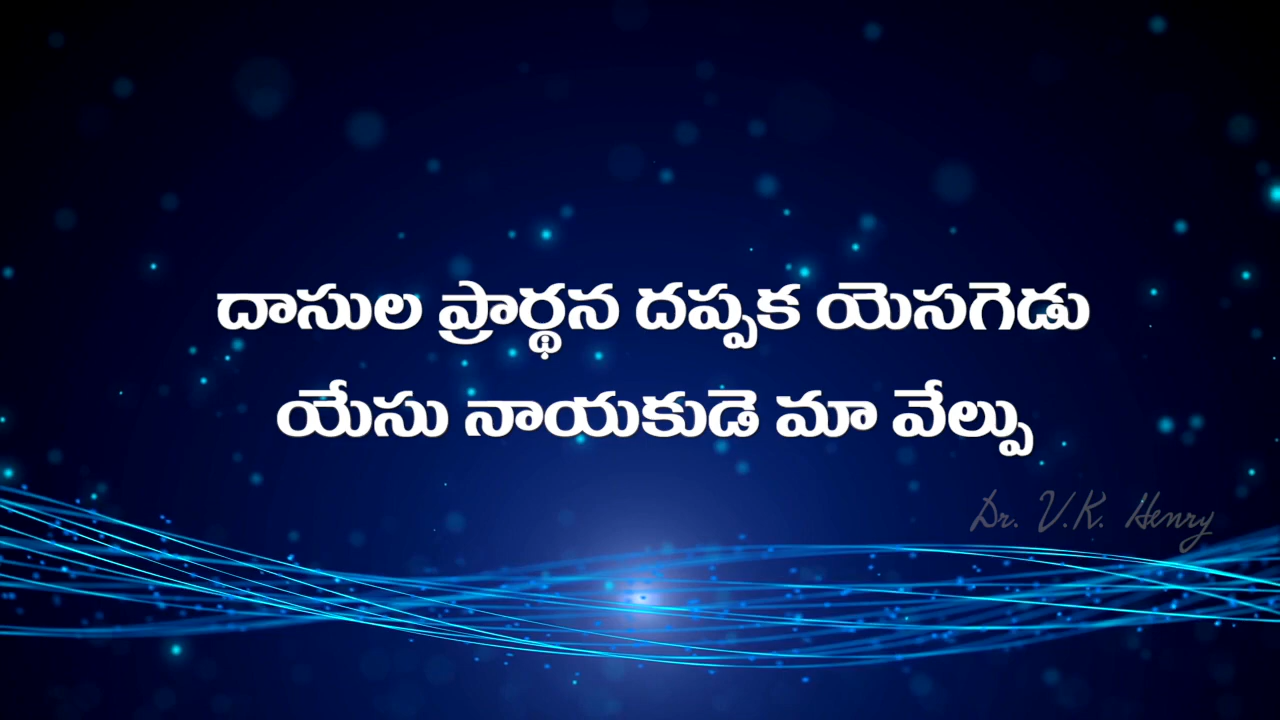 దాసుల ప్రార్థన దప్పక యెసగెడు
యేసు నాయకుడె మా వేల్పు
Dr. V.K. Henry